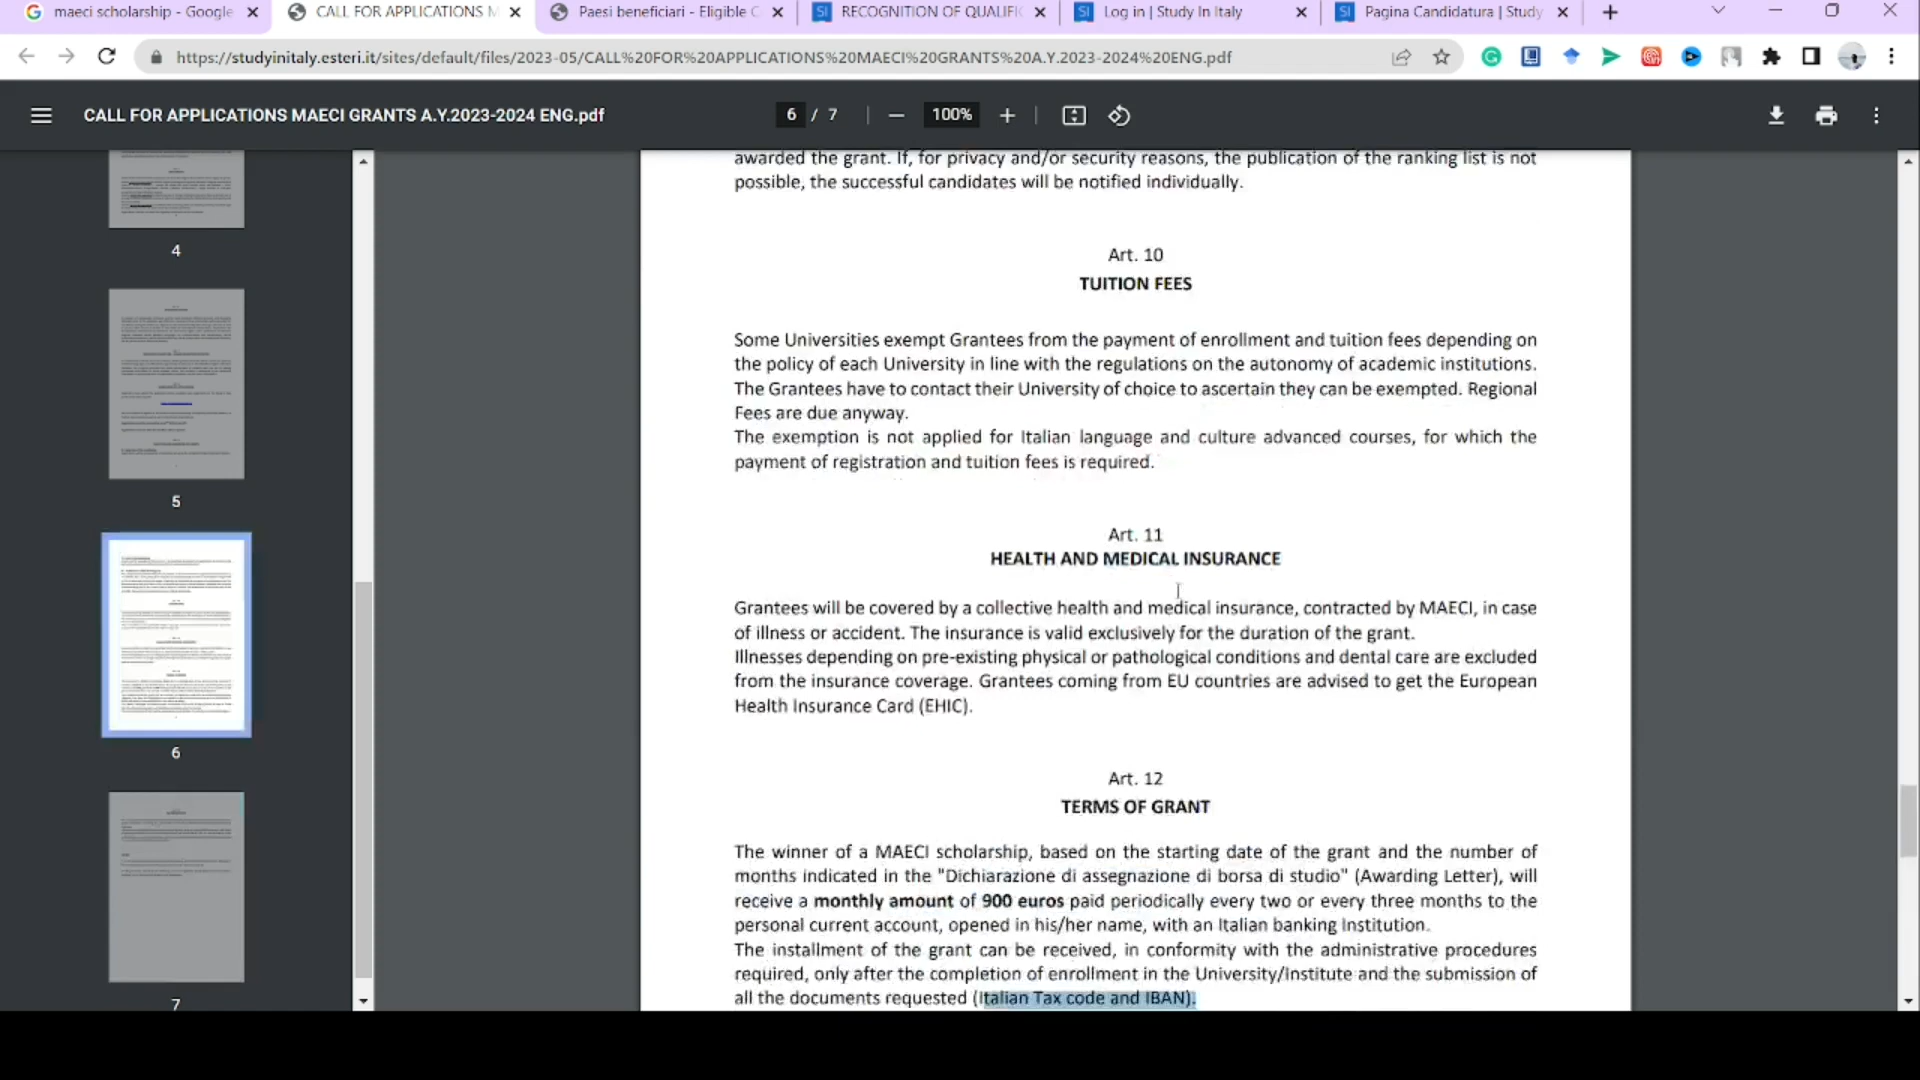 maeci scholarship - Google
CALL FOR APPLICATIONS M
Paesi beneficiari - Eligible C
SI RECOGNITION OF QUALIFIC
SI Log in | Study In Italy
SI Pagina Candidatura | Study
https://studyinitaly.esteri.it/sites/default/files/2023-05/CALL%20FOR%20APPLICATIONS%20MAECI%20GRANTS%20A.Y.2023-2024%20ENG.pdf
CALL FOR APPLICATIONS MAECI GRANTS A.Y.2023-2024 ENG.pdf
6 / 7
100%
4
5
6
7
awarded the grant. If, for privacy and/or security reasons, the publication of the ranking list is not
possible, the successful candidates will be notified individually.
Art. 10
TUITION FEES
Some Universities exempt Grantees from the payment of enrollment and tuition fees depending on
the policy of each University in line with the regulations on the autonomy of academic institutions.
The Grantees have to contact their University of choice to ascertain they can be exempted. Regional
Fees are due anyway.
The exemption is not applied for Italian language and culture advanced courses, for which the
payment of registration and tuition fees is required.
Art. 11
HEALTH AND MEDICAL INSURANCE
Grantees will be covered by a collective health and medical insurance, contracted by MAECI, in case
of illness or accident. The insurance is valid exclusively for the duration of the grant.
Illnesses depending on pre-existing physical or pathological conditions and dental care are excluded
from the insurance coverage. Grantees coming from EU countries are advised to get the European
Health Insurance Card (EHIC).
Art. 12
TERMS OF GRANT
The winner of a MAECI scholarship, based on the starting date of the grant and the number of
months indicated in the "Dichiarazione di assegnazione di borsa di studio" (Awarding Letter), will
receive a monthly amount of 900 euros paid periodically every two or every three months to the
personal current account, opened in his/her name, with an Italian banking Institution.
The installment of the grant can be received, in conformity with the administrative procedures
required, only after the completion of enrollment in the University/Institute and the submission of
all the documents requested (Italian Tax code and IBAN).